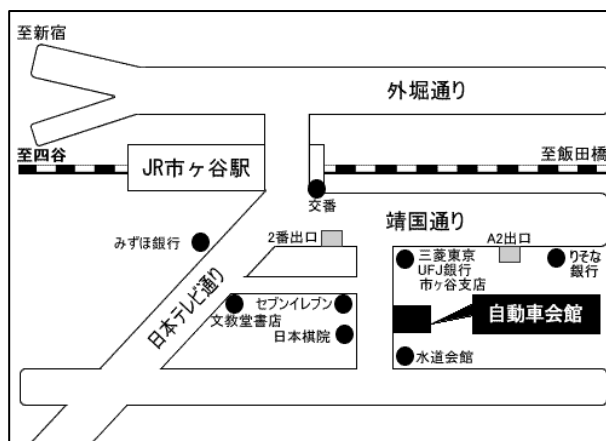 至新宿
外堀通り
至四谷
JR市ヶ谷駅
至飯田橋
交番
靖国通り
みずほ銀行
2番出口
A2出口
三菱東京
UFJ銀行
市ヶ谷支店
りそな
銀行
日本テレビ通り
セブンイレブン
文教堂書店
日本棋院
自動車会館
水道会館